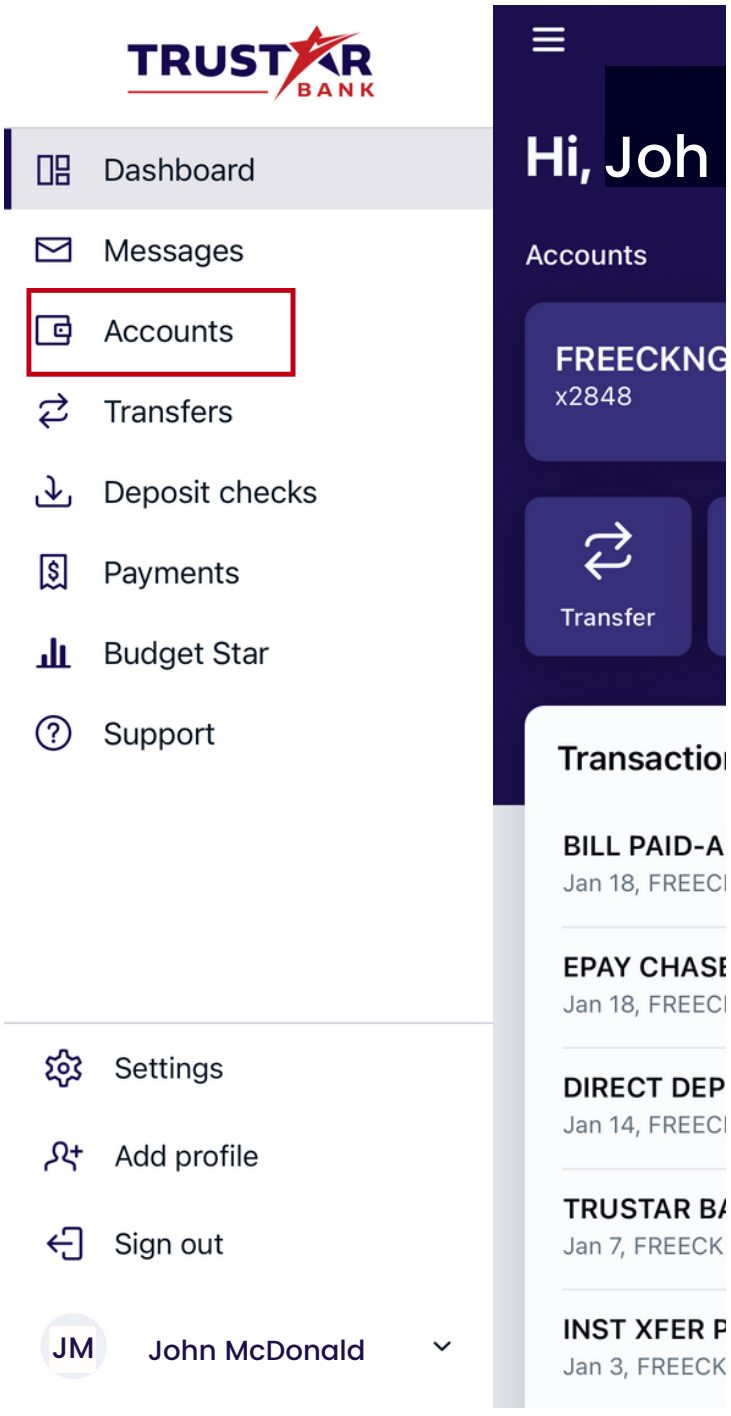 TRUSTAR
BANK
Dashboard
Messages
Accounts
Transfers
Deposit checks
Payments
Budget Star
Support
Settings
Add profile
Sign out
JM
John McDonald
Hi, Joh
Accounts
FREECKNG
x2848
Transfer
Transaction
BILL PAID-A
Jan 18, FREEC
EPAY CHASE
Jan 18, FREEC
DIRECT DEP
Jan 14, FREEC
TRUSTAR BA
Jan 7, FREECK
INST XFER P
Jan 3, FREECK